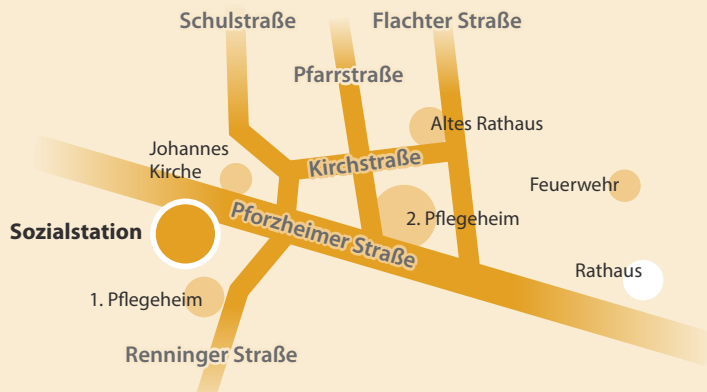 Schulstraße
Flachter Straße
Pfarrstraße
Altes Rathaus
Johannes
Kirche
Kirchstraße
Feuerwehr
Pforzheimer Straße
2. Pflegeheim
Sozialstation
Rathaus
1. Pflegeheim
Renninger Straße